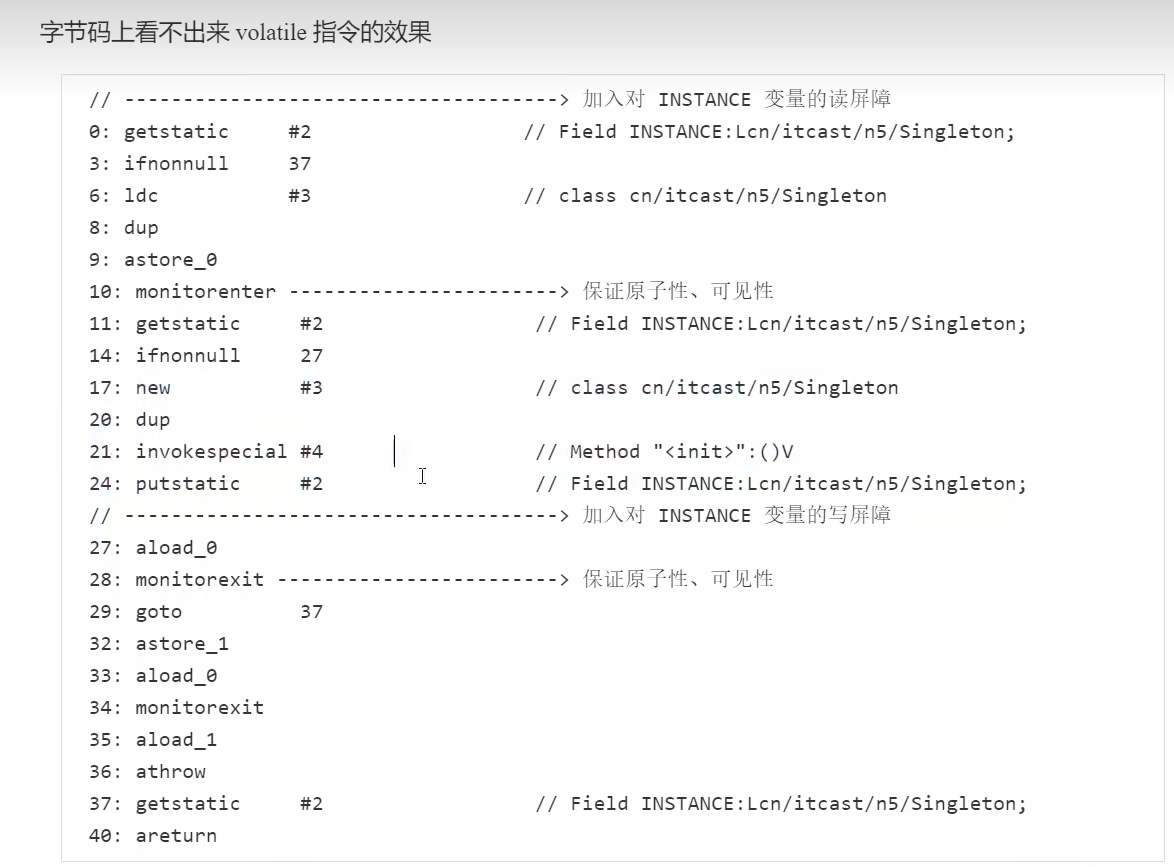 字节码上看不出来 volatile 指令的效果
// -------------------------------------> 加入对 INSTANCE 变量的读屏障
0: getstatic     #2                  // Field INSTANCE:Lcn/itcast/n5/Singleton;
3: ifnonnull     37
6: ldc           #3                  // class cn/itcast/n5/Singleton
8: dup
9: astore_0
10: monitorenter -----------------------> 保证原子性、可见性
11: getstatic     #2                  // Field INSTANCE:Lcn/itcast/n5/Singleton;
14: ifnonnull     27
17: new           #3                  // class cn/itcast/n5/Singleton
20: dup
21: invokespecial #4                  // Method "<init>":()V
24: putstatic     #2                  // Field INSTANCE:Lcn/itcast/n5/Singleton;
// -------------------------------------> 加入对 INSTANCE 变量的写屏障
27: aload_0
28: monitorexit ------------------------> 保证原子性、可见性
29: goto          37
32: astore_1
33: aload_0
34: monitorexit
35: aload_1
36: athrow
37: getstatic     #2                  // Field INSTANCE:Lcn/itcast/n5/Singleton;
40: areturn